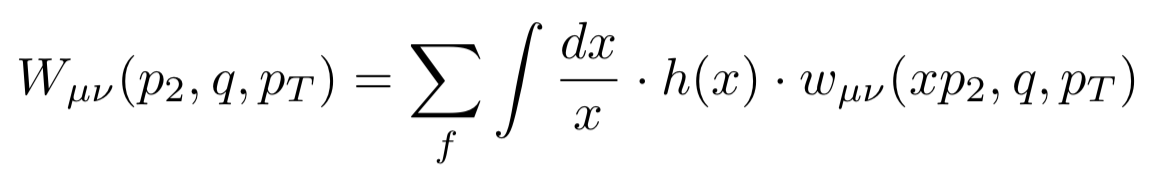 W_{\mu\nu}(p_2, q, p_T) = \sum_f \int \frac{dx}{x} \cdot h(x) \cdot w_{\mu\nu}(xp_2, q, p_T)